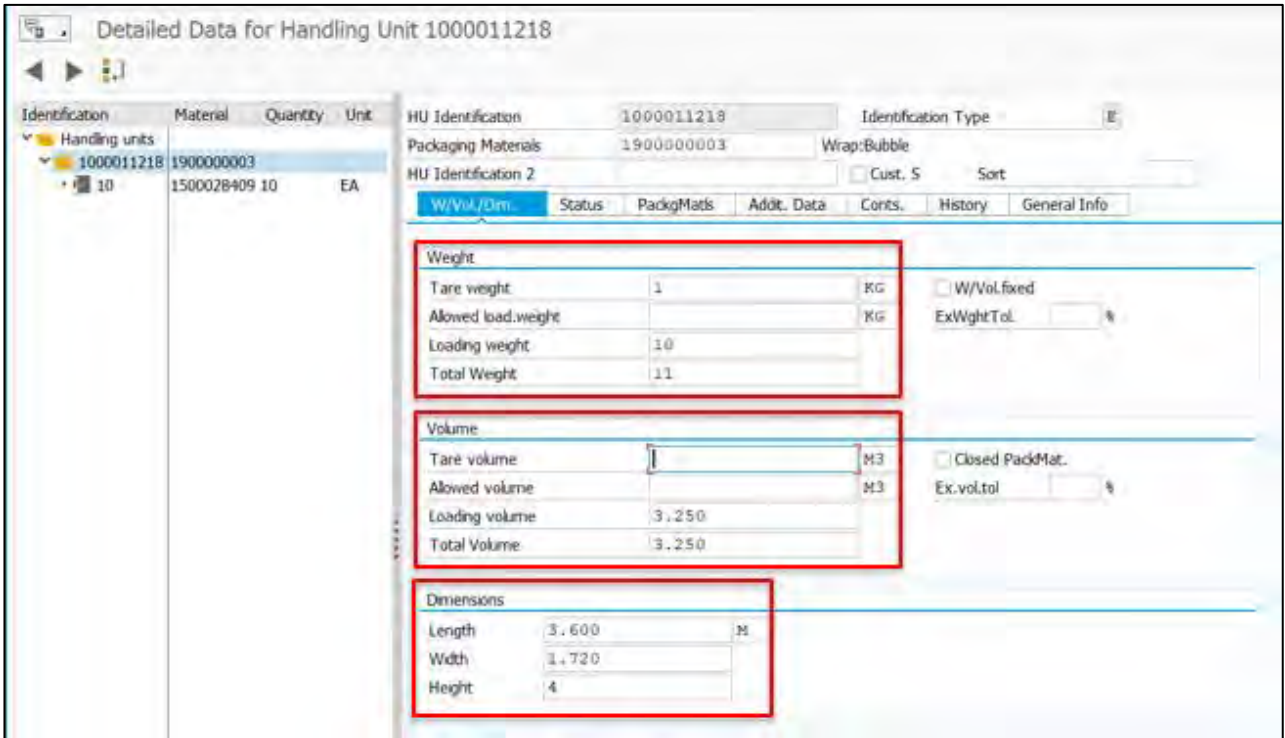 Detailed Data for Handling Unit 1000011218
Identification Material Quantity Unit
Handling units
1000011218 1900000003
10 1500028409 10 EA
HU Identification 1000011218 Identification Type E
Packaging Materials 1900000003 Wrap:Bubble
HU Identification 2 Cust. S Sort
W/Vol./Dim. Status PackgMatls Addit. Data Conts. History General Info
Weight
Tare weight 1 KG W/Vol.fixed
Allowed load.weight KG ExWghtTol. %
Loading weight 10
Total Weight 11
Volume
Tare volume M3 Closed PackMat.
Allowed volume M3 Ex.vol.tol %
Loading volume 3.250
Total Volume 3.250
Dimensions
Length 3.600 M
Width 1.720
Height 4